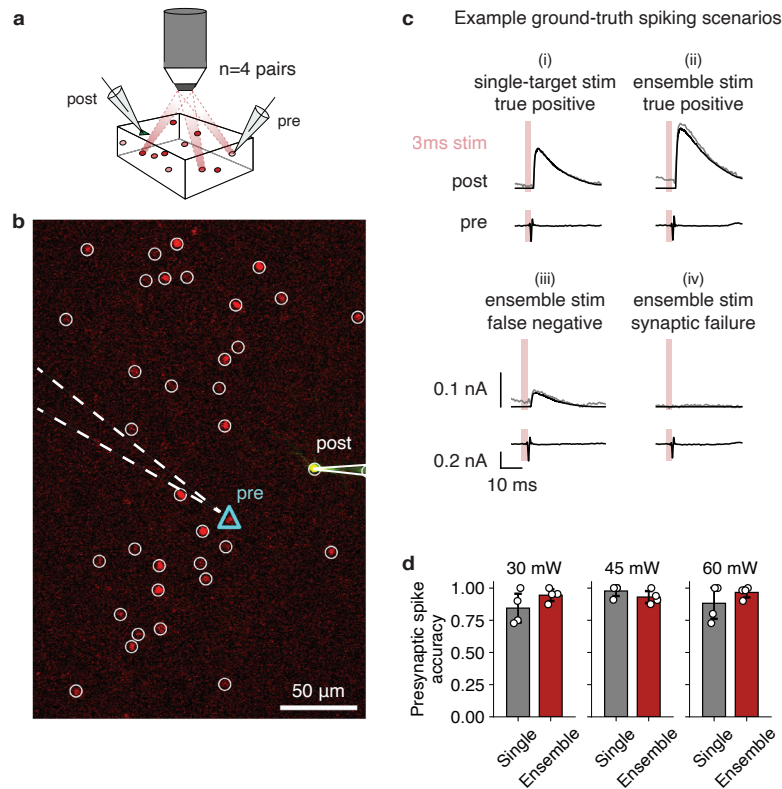 a
n=4 pairs
post
pre
b
post
pre
50 µm
c
Example ground-truth spiking scenarios
(i)
single-target stim
true positive
(ii)
ensemble stim
true positive
3ms stim
post
pre
(iii)
ensemble stim
false negative
(iv)
ensemble stim
synaptic failure
0.1 nA
0.2 nA
10 ms
d
30 mW
45 mW
60 mW
Presynaptic spike
accuracy
1.00
0.75
0.50
0.25
0.00
Single
Ensemble
Single
Ensemble
Single
Ensemble